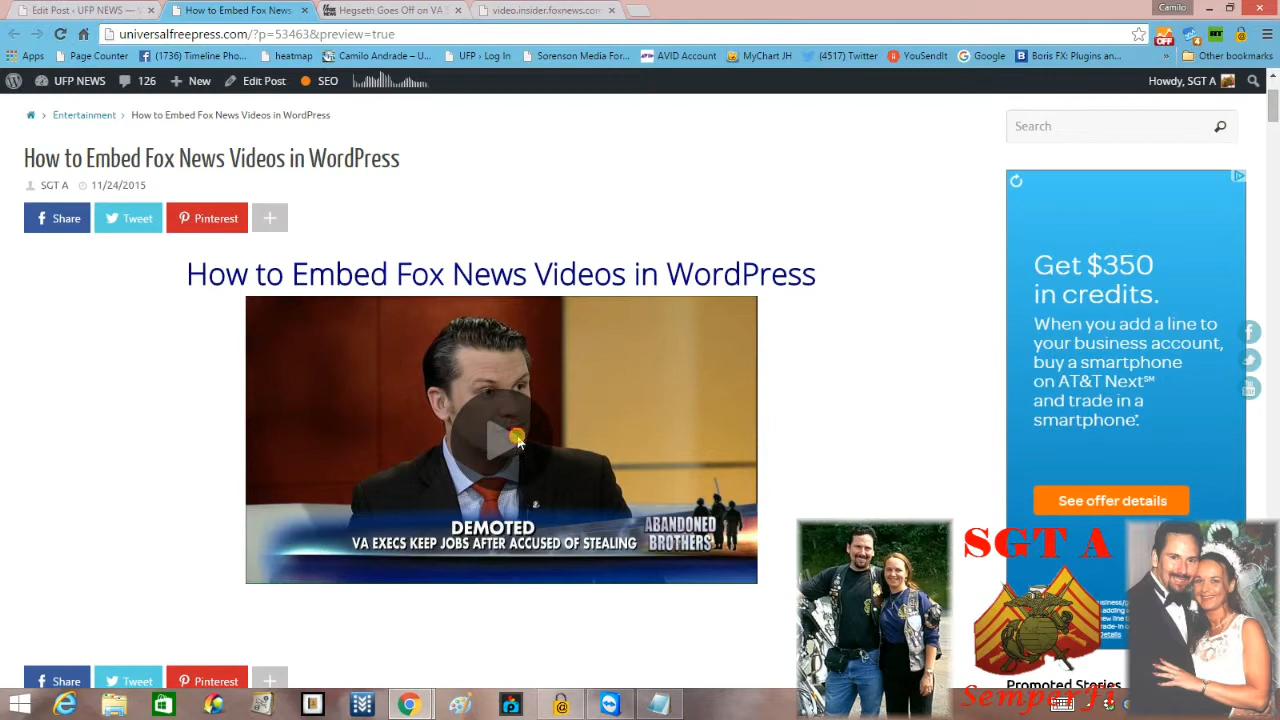 Edit Post ‹ UFP NEWS —
How to Embed Fox News
Hegseth Goes Off on VA
video.insider.foxnews.com
Camilo
universalfreepress.com/?p=53463&preview=true
Apps
Page Counter
(1736) Timeline Pho...
heatmap
Camilo Andrade – U...
UFP › Log In
Sorenson Media For...
AVID Account
MyChart JH
(4517) Twitter
YouSendIt
Google
Boris FX: Plugins an...
»
Other bookmarks
UFP NEWS
126
New
Edit Post
SEO
Howdy, SGT A
Entertainment › How to Embed Fox News Videos in WordPress
Search
How to Embed Fox News Videos in WordPress
SGT A 11/24/2015
Share
Tweet
Pinterest
How to Embed Fox News Videos in WordPress
DEMOTED
VA EXECS KEEP JOBS AFTER ACCUSED OF STEALING
ABANDONED
BROTHERS
Get $350
in credits.
When you add a line to
your business account,
buy a smartphone
on AT&T Next℠
and trade in a
smartphone.*
See offer details
SGT A
Promoted Stories
Semper Fi
Share
Tweet
Pinterest